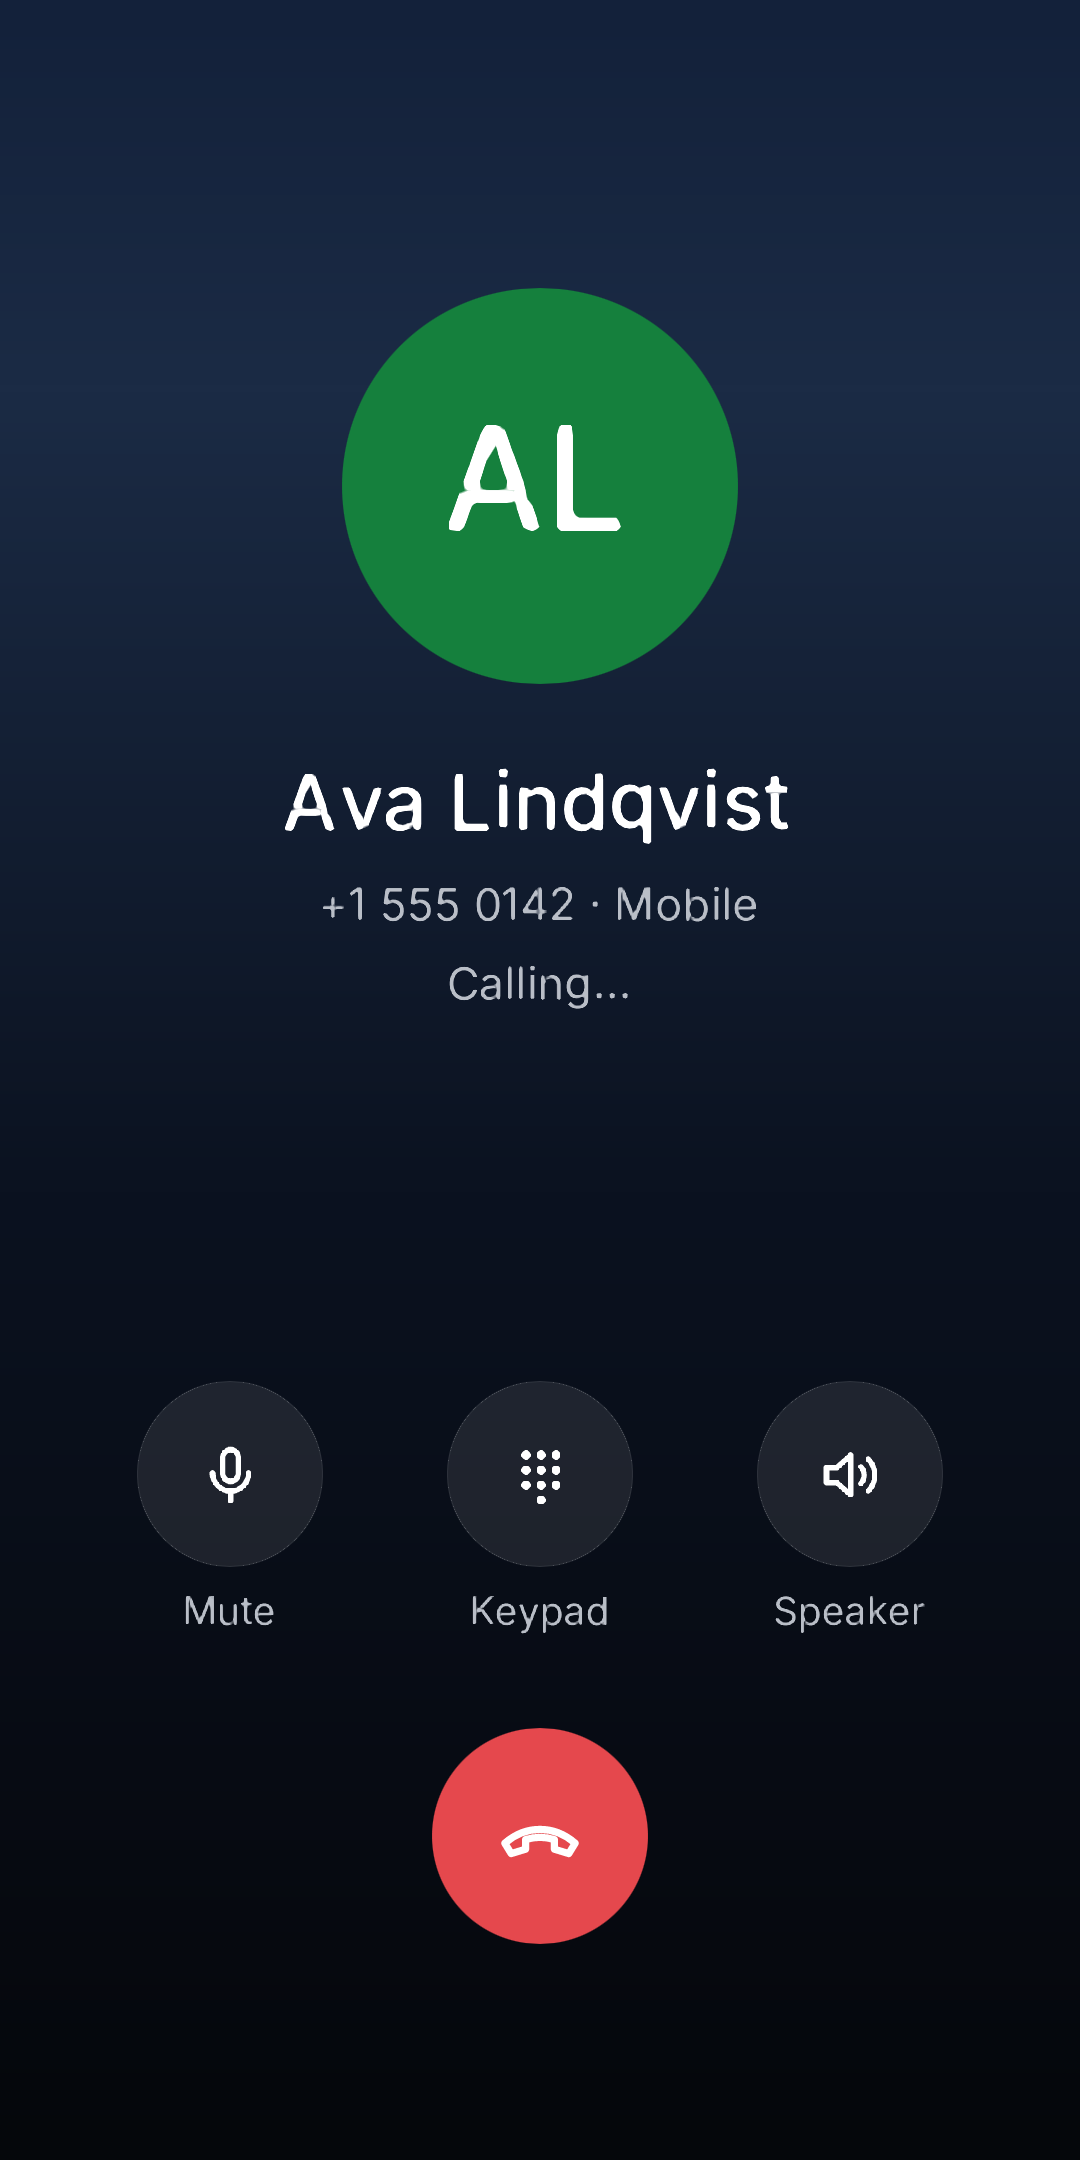 AL
Ava Lindqvist
+1 555 0142 · Mobile
Calling...
Mute Keypad Speaker